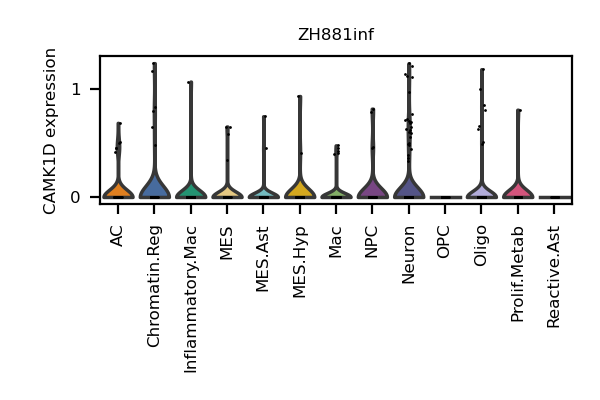 ZH881inf
CAMK1D expression
1
0
AC
Chromatin.Reg
Inflammatory.Mac
MES
MES.Ast
MES.Hyp
Mac
NPC
Neuron
OPC
Oligo
Prolif.Metab
Reactive.Ast